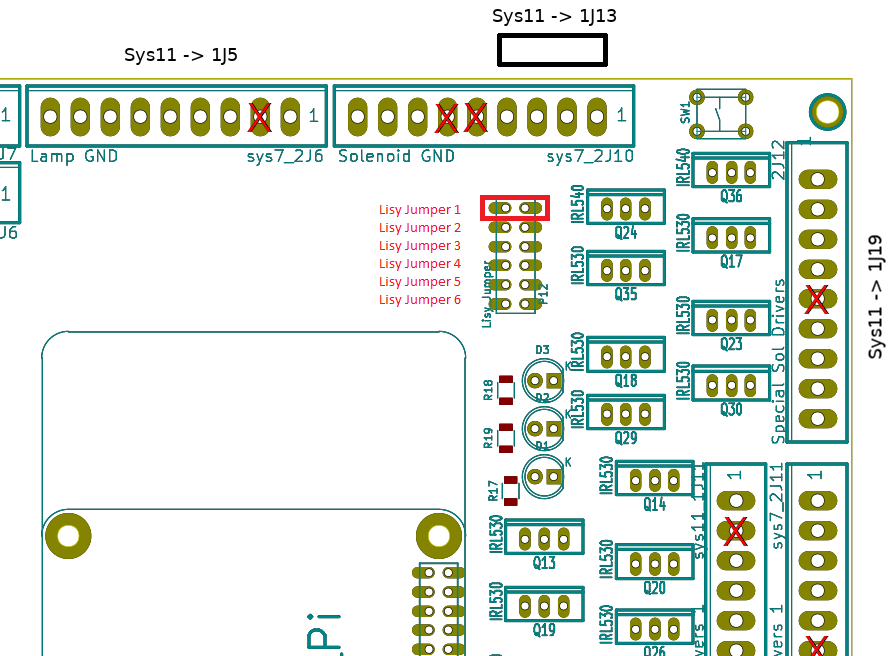 Sys11 -> 1J13
Sys11 -> 1J5
1
J7
Lamp GND
1
sys7_2J6
Solenoid GND
1
sys7_2J10
SW1
1
J6
Lisy Jumper 1
Lisy Jumper 2
Lisy Jumper 3
Lisy Jumper 4
Lisy Jumper 5
Lisy Jumper 6
Lisy Jumper
P12
IRL540
Q24
IRL530
Q35
IRL540
Q36
IRL530
Q17
IRL530
Q23
IRL530
Q30
2J12
1
Special Sol Drivers
Sys11 -> 1J19
D3
K
R18
D2
K
R19
D1
K
R17
IRL530
Q18
IRL530
Q29
IRL530
Q14
IRL530
Q13
IRL530
Q20
IRL530
Q19
IRL530
Q26
sys11_1J11
1
sys7_2J11
1
vers 1
vers 1
_Pi